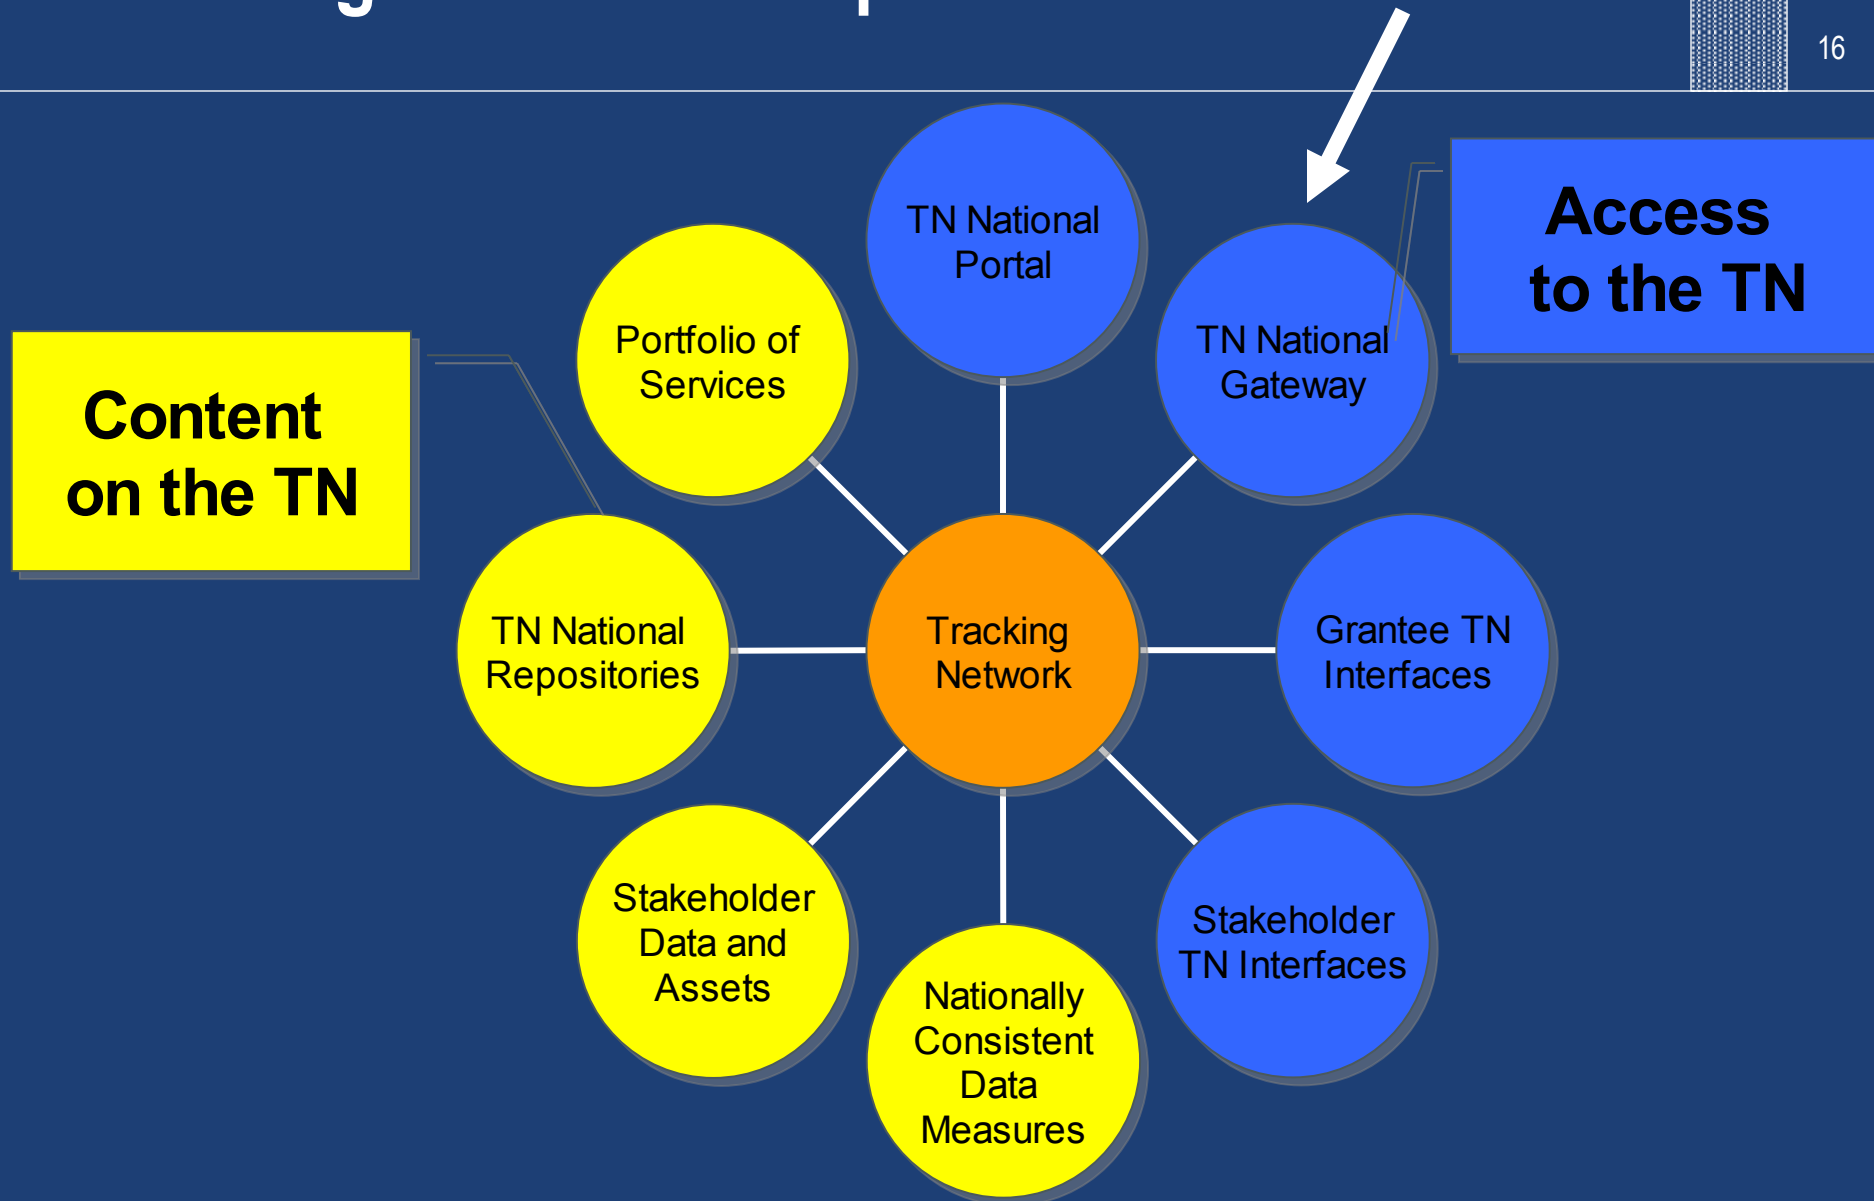 16
TN National
Portal
Access
to the TN
Portfolio of
Services
TN National
Gateway
Content
on the TN
TN National
Repositories
Tracking
Network
Grantee TN
Interfaces
Stakeholder
Data and
Assets
Stakeholder
TN Interfaces
Nationally
Consistent
Data
Measures